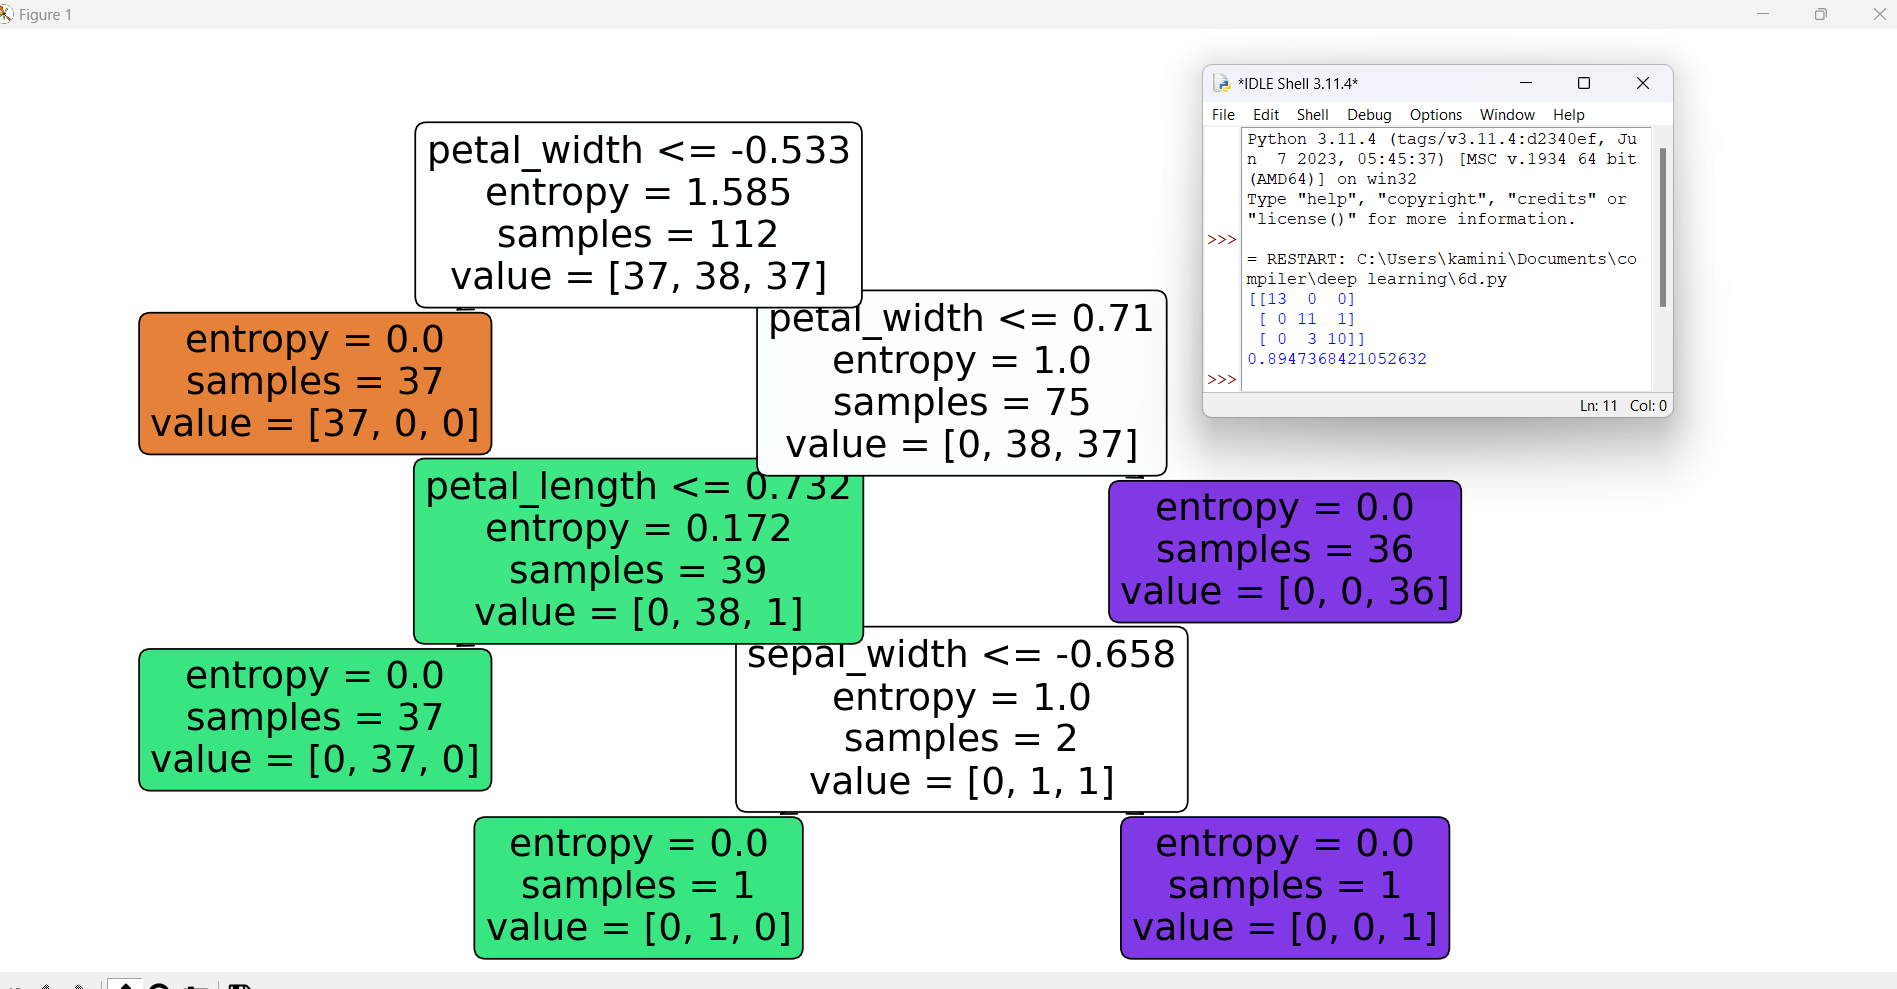 Figure 1
petal_width <= -0.533
entropy = 1.585
samples = 112
value = [37, 38, 37]
entropy = 0.0
samples = 37
value = [37, 0, 0]
petal_width <= 0.71
entropy = 1.0
samples = 75
value = [0, 38, 37]
petal_length <= 0.732
entropy = 0.172
samples = 39
value = [0, 38, 1]
entropy = 0.0
samples = 36
value = [0, 0, 36]
entropy = 0.0
samples = 37
value = [0, 37, 0]
sepal_width <= -0.658
entropy = 1.0
samples = 2
value = [0, 1, 1]
entropy = 0.0
samples = 1
value = [0, 1, 0]
entropy = 0.0
samples = 1
value = [0, 0, 1]
*IDLE Shell 3.11.4*
File Edit Shell Debug Options Window Help
Python 3.11.4 (tags/v3.11.4:d2340ef, Ju
n  7 2023, 05:45:37) [MSC v.1934 64 bit
(AMD64)] on win32
Type "help", "copyright", "credits" or
"license()" for more information.
>>>
= RESTART: C:\Users\kamini\Documents\co
mpiler\deep learning\6d.py
[[13  0  0]
 [ 0 11  1]
 [ 0  3 10]]
0.8947368421052632
>>>
Ln: 11 Col: 0